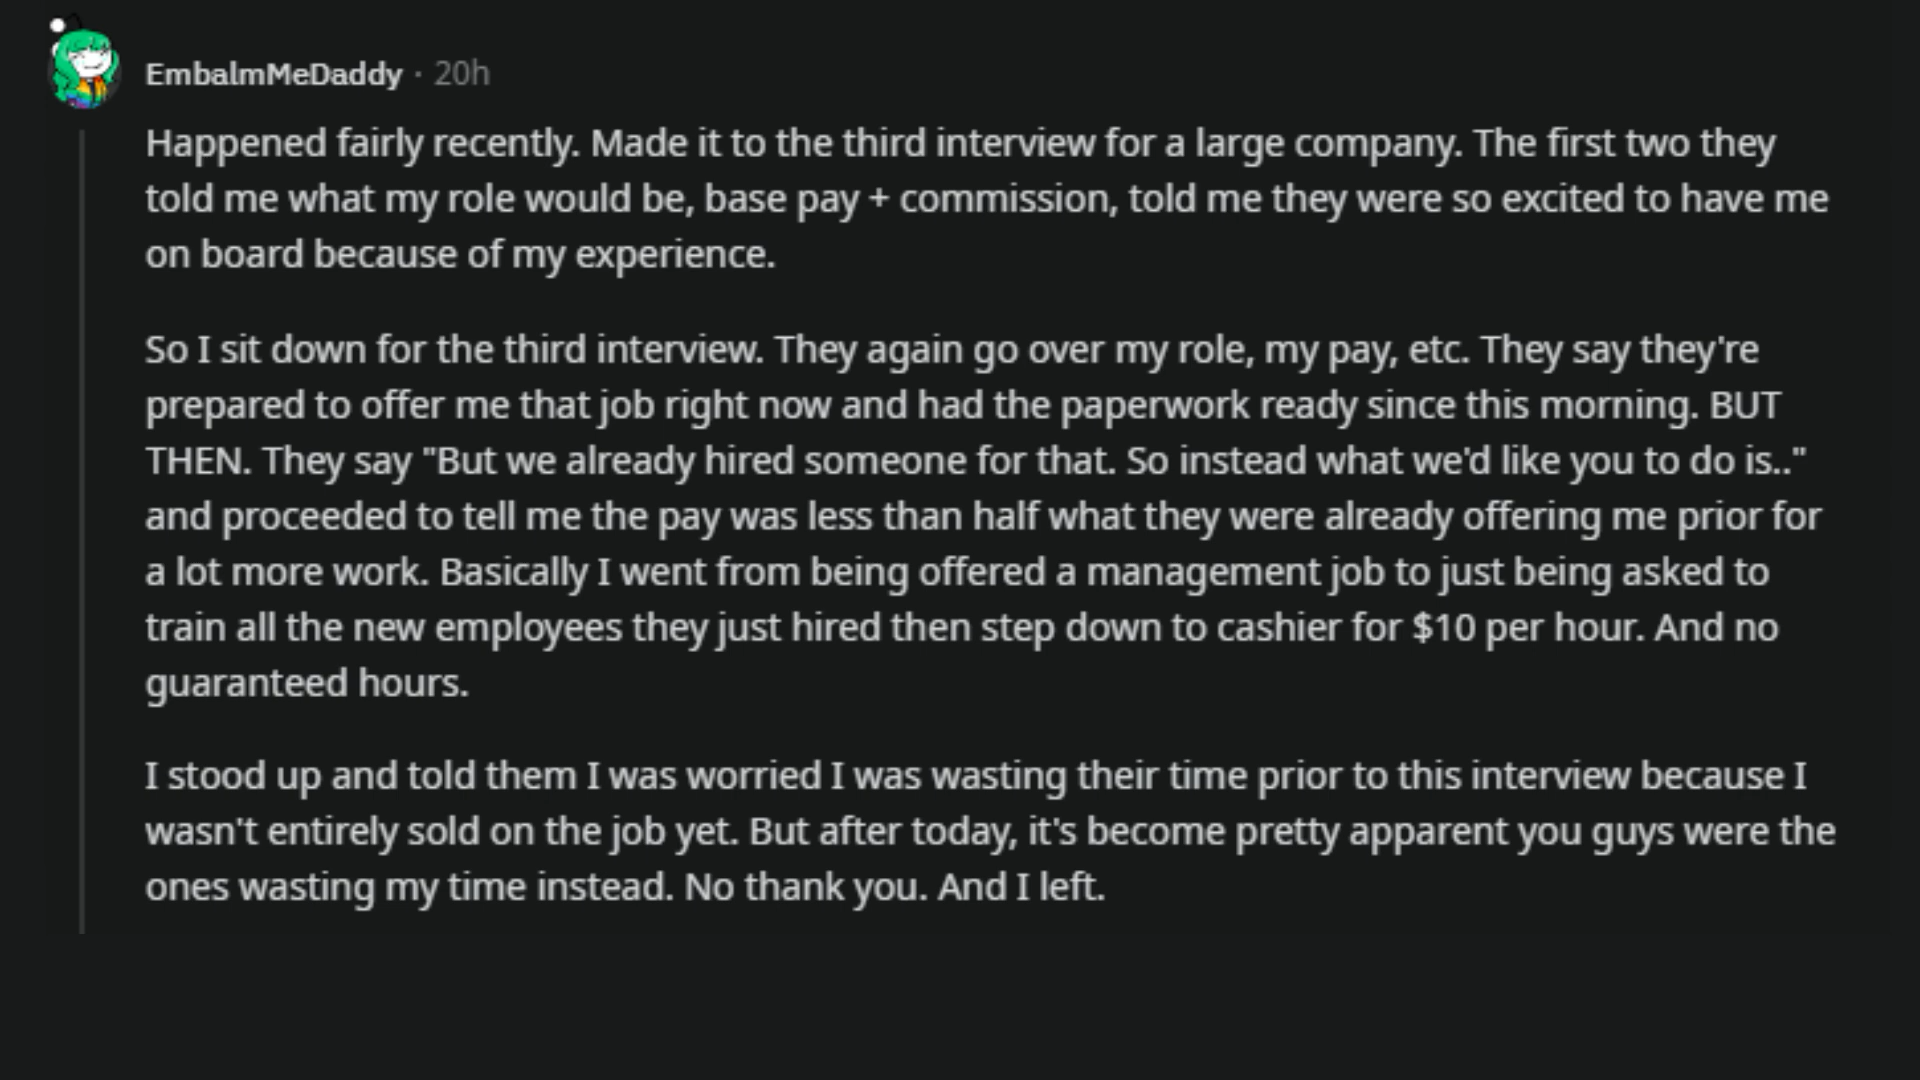 EmbalmMeDaddy · 20h
Happened fairly recently. Made it to the third interview for a large company. The first two they
told me what my role would be, base pay + commission, told me they were so excited to have me
on board because of my experience.
So I sit down for the third interview. They again go over my role, my pay, etc. They say they're
prepared to offer me that job right now and had the paperwork ready since this morning. BUT
THEN. They say "But we already hired someone for that. So instead what we'd like you to do is.."
and proceeded to tell me the pay was less than half what they were already offering me prior for
a lot more work. Basically I went from being offered a management job to just being asked to
train all the new employees they just hired then step down to cashier for $10 per hour. And no
guaranteed hours.
I stood up and told them I was worried I was wasting their time prior to this interview because I
wasn't entirely sold on the job yet. But after today, it's become pretty apparent you guys were the
ones wasting my time instead. No thank you. And I left.